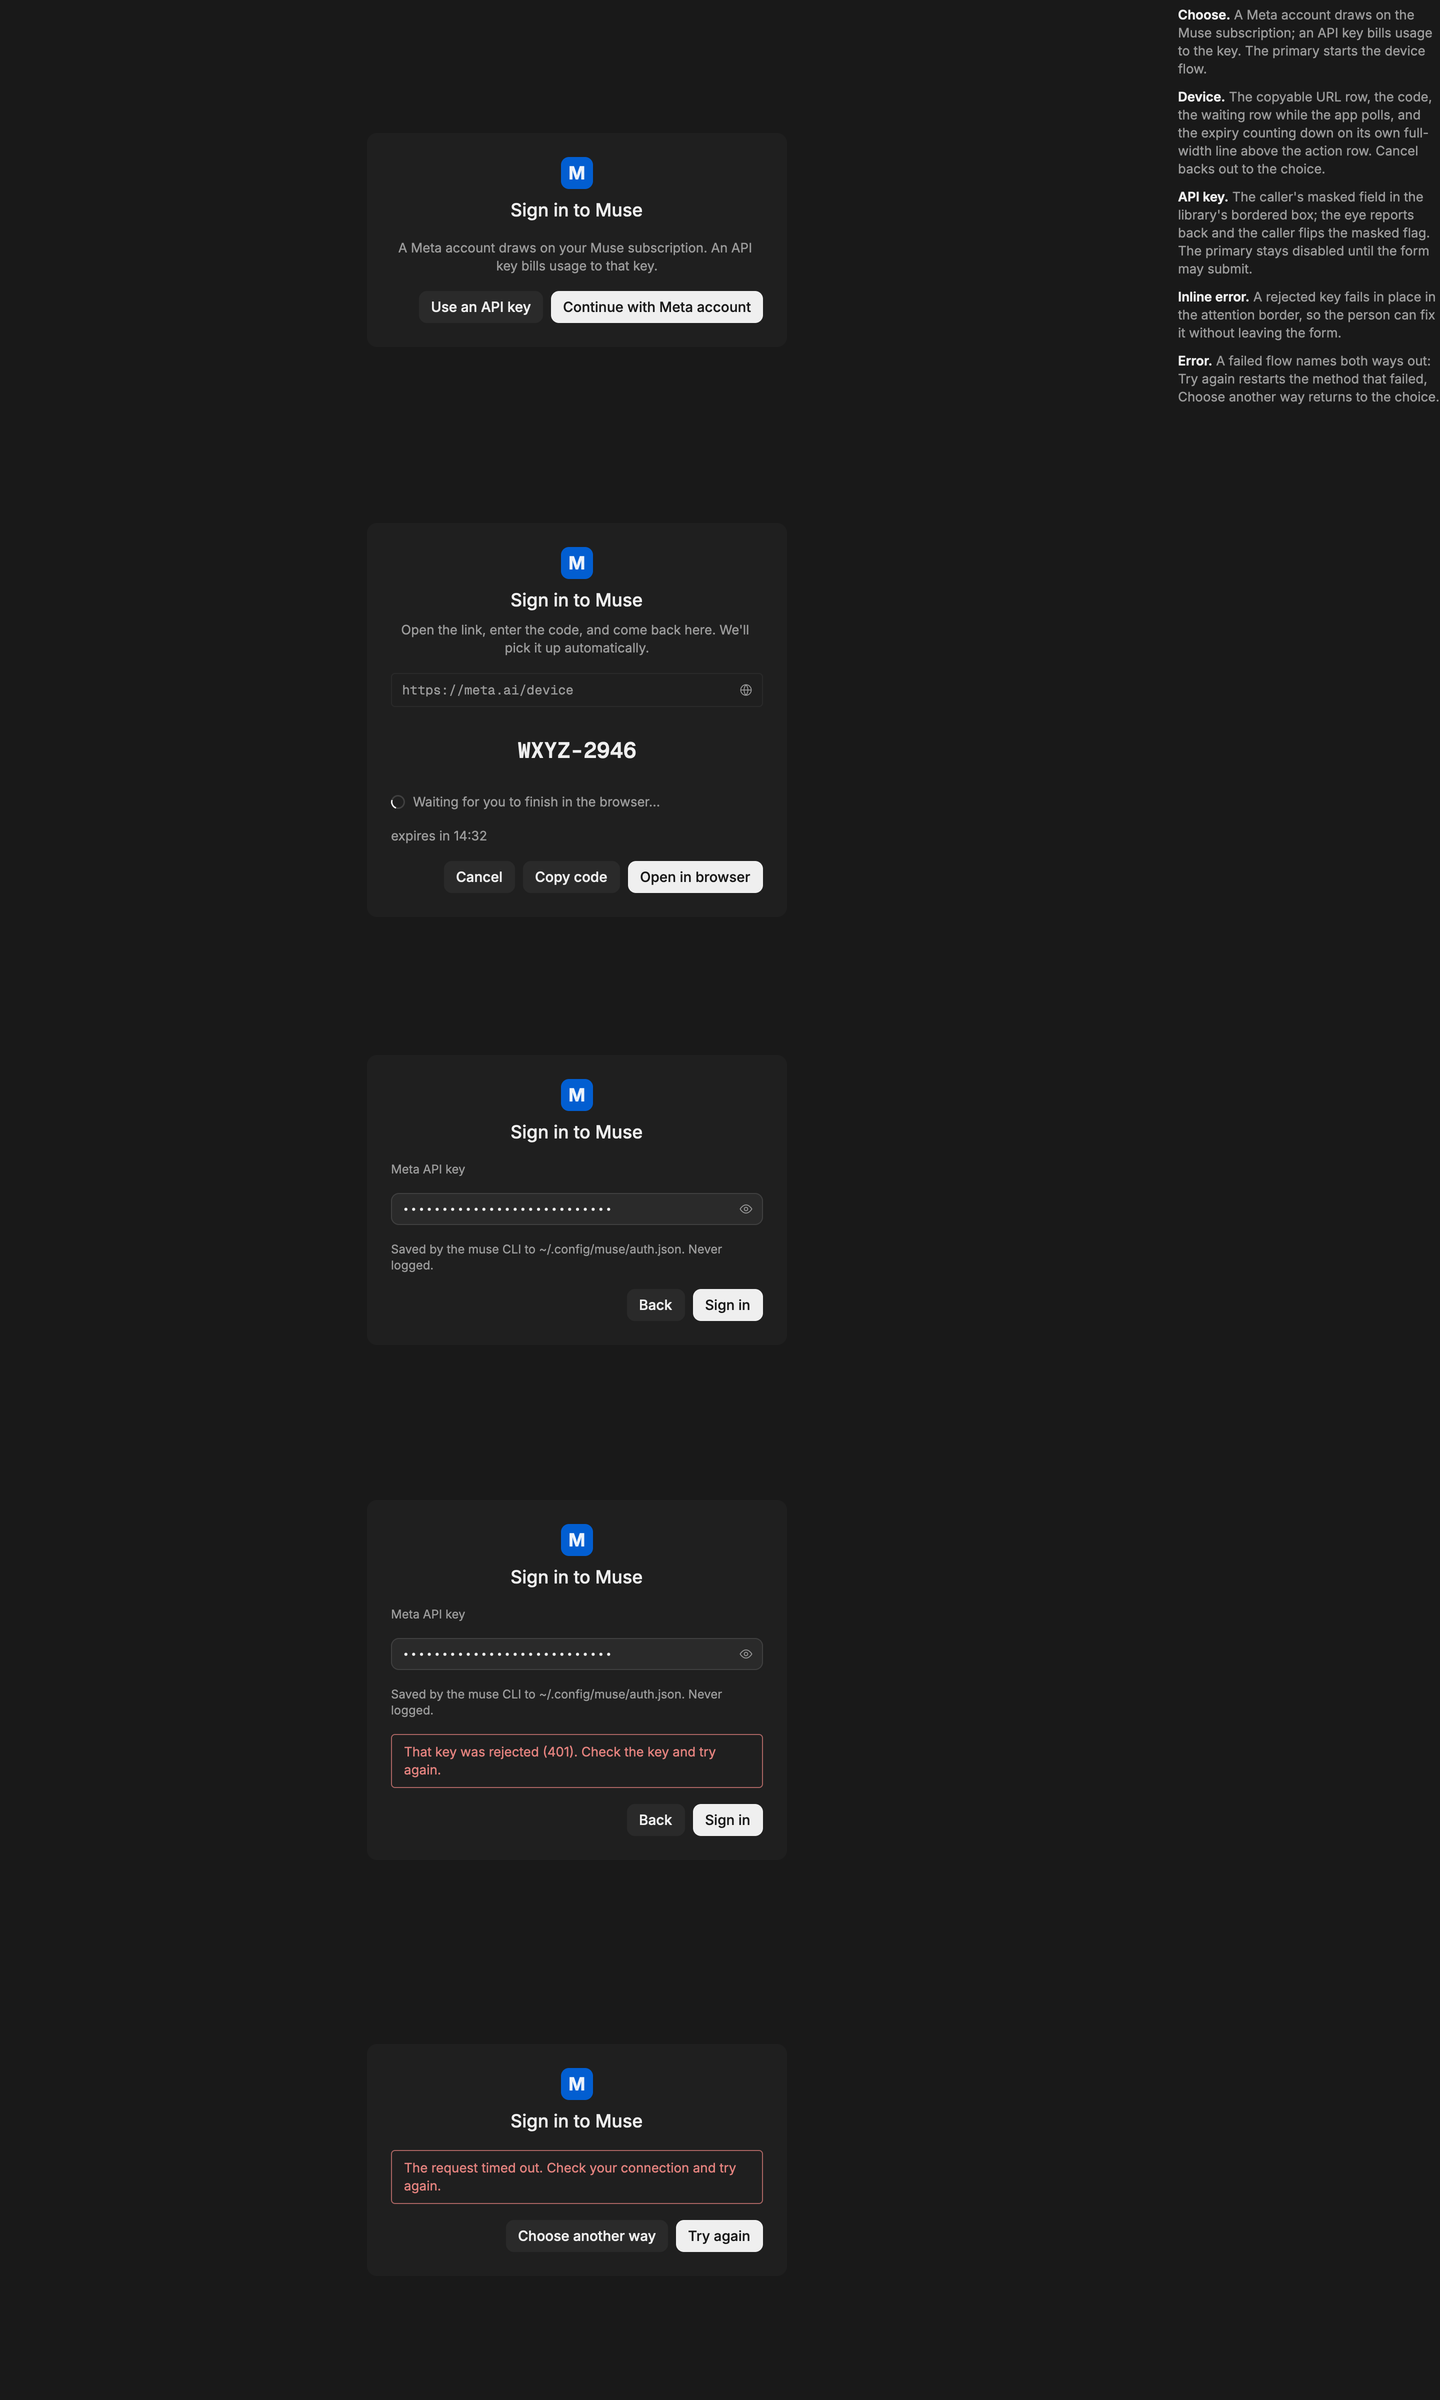 Choose. A Meta account draws on the
Muse subscription; an API key bills usage
to the key. The primary starts the device
flow.
Device. The copyable URL row, the code,
the waiting row while the app polls, and
the expiry counting down on its own full-
width line above the action row. Cancel
backs out to the choice.
API key. The caller's masked field in the
library's bordered box; the eye reports
back and the caller flips the masked flag.
The primary stays disabled until the form
may submit.
Inline error. A rejected key fails in place in
the attention border, so the person can fix
it without leaving the form.
Error. A failed flow names both ways out:
Try again restarts the method that failed,
Choose another way returns to the choice.
M
Sign in to Muse
A Meta account draws on your Muse subscription. An API
key bills usage to that key.
Use an API key
Continue with Meta account
M
Sign in to Muse
Open the link, enter the code, and come back here. We'll
pick it up automatically.
https://meta.ai/device
WXYZ-2946
Waiting for you to finish in the browser...
expires in 14:32
Cancel
Copy code
Open in browser
M
Sign in to Muse
Meta API key
Saved by the muse CLI to ~/.config/muse/auth.json. Never
logged.
Back
Sign in
M
Sign in to Muse
Meta API key
Saved by the muse CLI to ~/.config/muse/auth.json. Never
logged.
That key was rejected (401). Check the key and try
again.
Back
Sign in
M
Sign in to Muse
The request timed out. Check your connection and try
again.
Choose another way
Try again